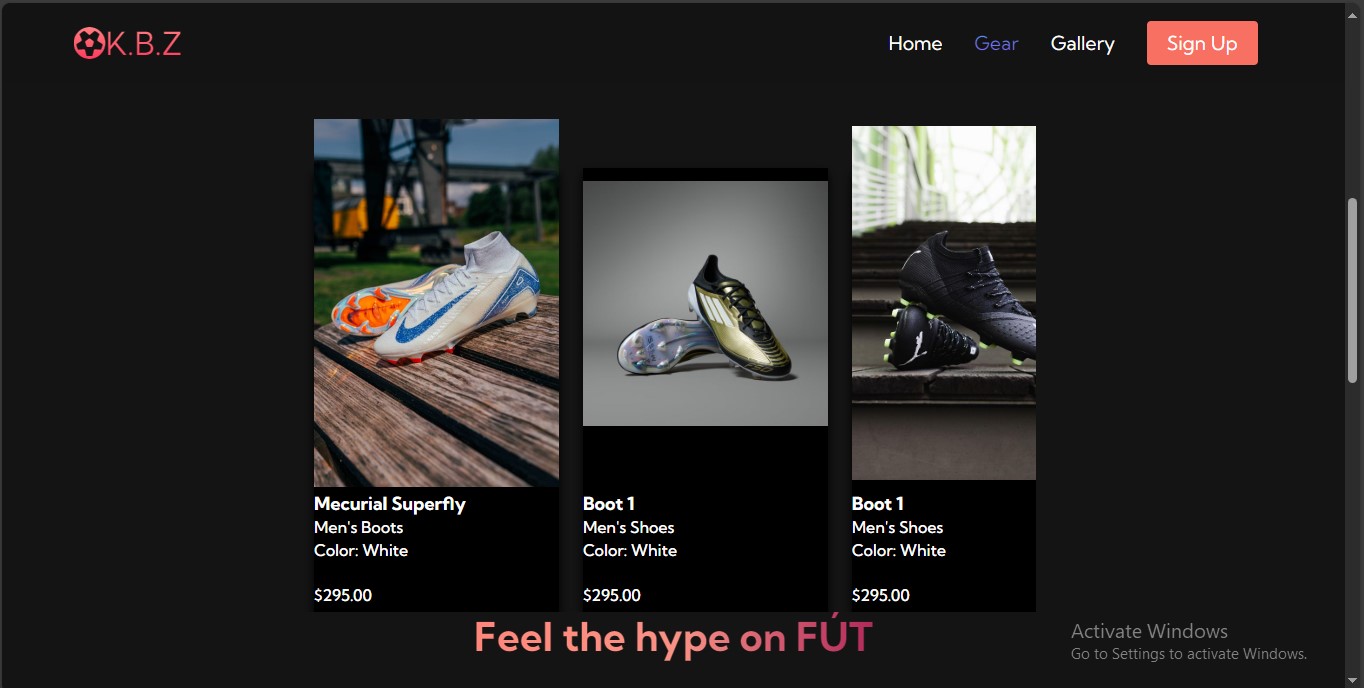 K.B.Z
Home
Gear
Gallery
Sign Up
Mecurial Superfly
Men's Boots
Color: White
$295.00
Boot 1
Men's Shoes
Color: White
$295.00
Boot 1
Men's Shoes
Color: White
$295.00
Feel the hype on FÚT
Activate Windows
Go to Settings to activate Windows.